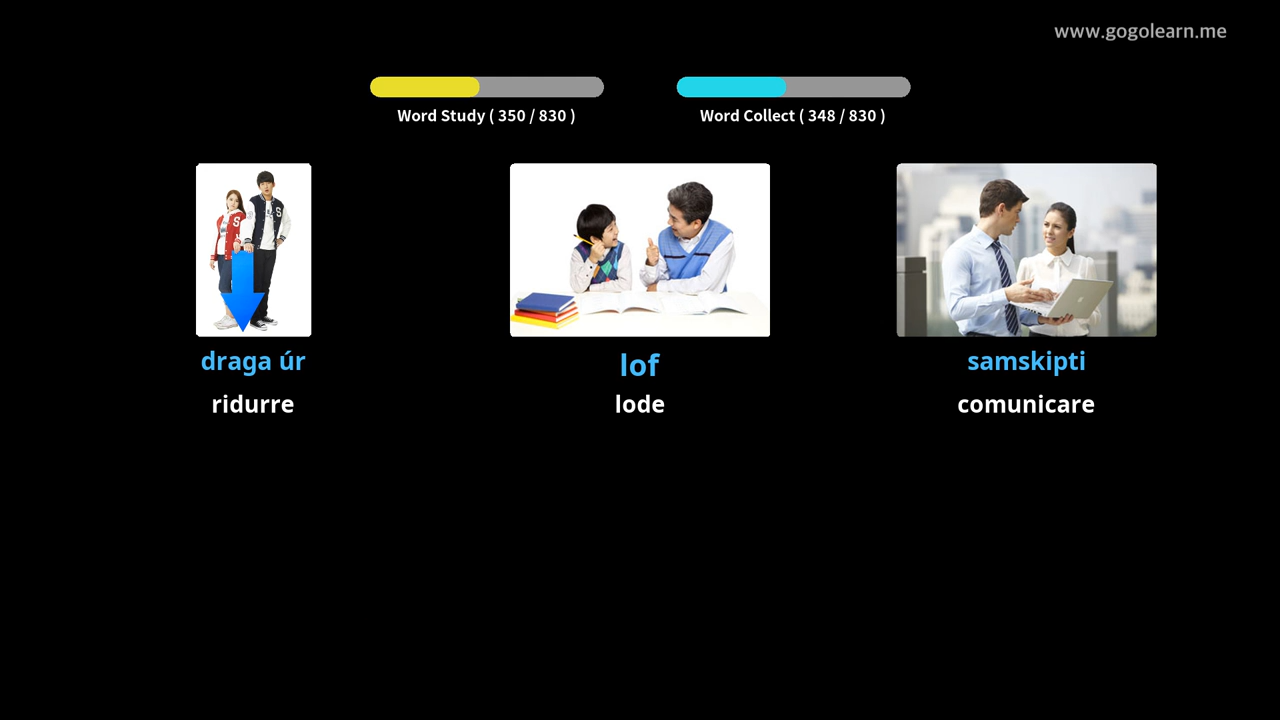 www.gogolearn.me
Word Study ( 350 / 830 )
Word Collect ( 348 / 830 )
S
S
draga úr
lof
samskipti
ridurre
lode
comunicare